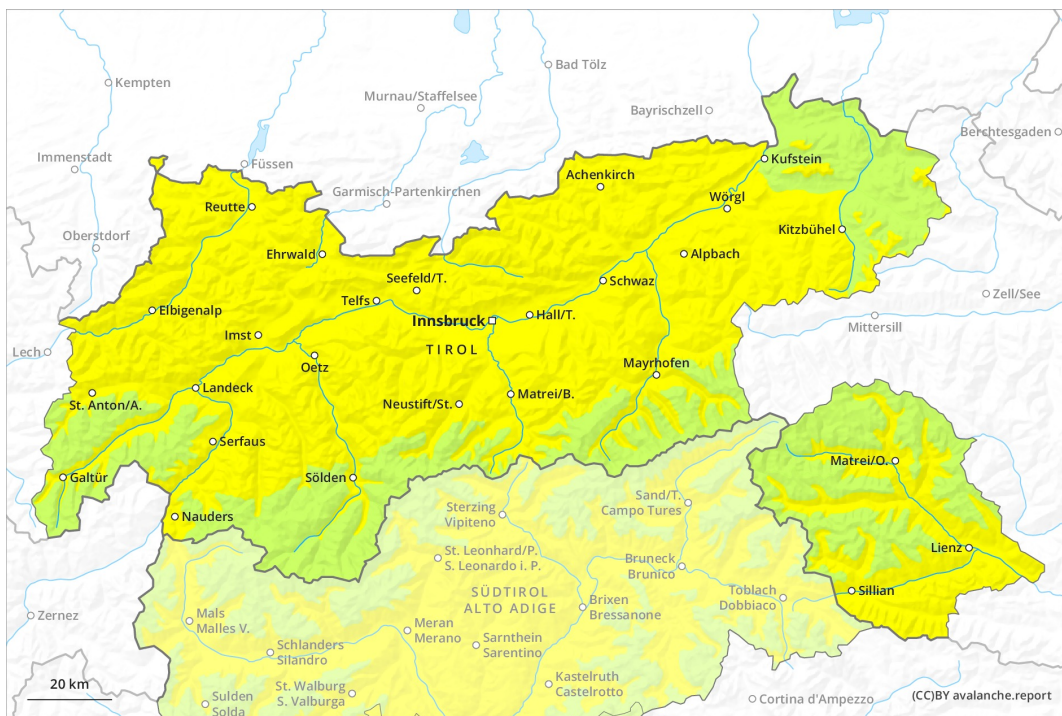 Kempten
Bad Tölz
Murnau/Staffelsee
Bayrischzell
Berchtesgaden
Immenstadt
Füssen
Kufstein
Garmisch-Partenkirchen
Achenkirch
Reutte
Wörgl
Oberstdorf
Kitzbühel
Ehrwald
Alpbach
Seefeld/T.
Schwaz
Telfs
Zell/See
Elbigenalp
Innsbruck
Hall/T.
Mittersill
Imst
Lech
TIROL
Oetz
Mayrhofen
Landeck
St. Anton/A.
Neustift/St.
Matrei/B.
Serfaus
Matrei/O.
Galtür
Sölden
Sand/T.
Campo Tures
Sterzing
Vipiteno
Nauders
Lienz
St. Leonhard/P.
S. Leonardo i. P.
Bruneck
Brunico
SÜDTIROL
ALTO ADIGE
Toblach
Dobbiaco
Sillian
Zernez
Mals
Malles V.
Brixen
Bressanone
Meran
Merano
Schlanders
Silandro
Sarnthein
Sarentino
20 km
St. Walburg
S. Valburga
Kastelruth
Castelrotto
Sulden
Solda
Cortina d'Ampezzo
(CC)BY avalanche.report